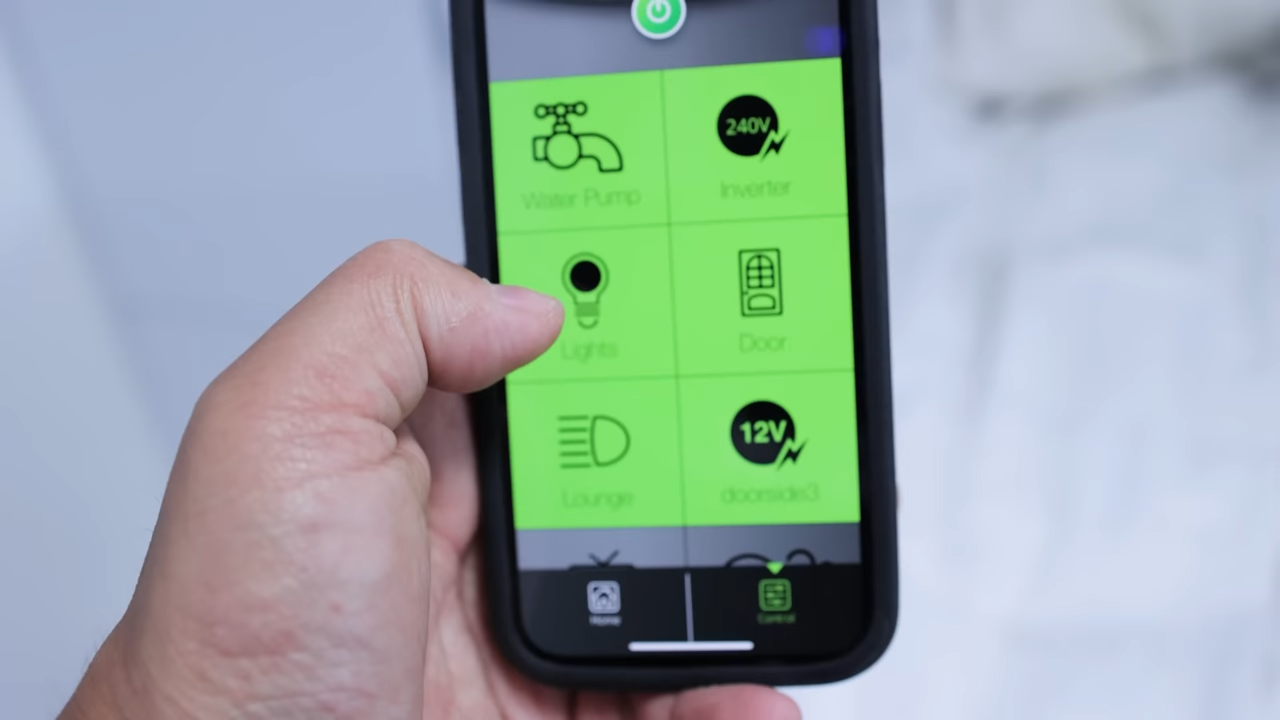 240V
Water Pump
Inverter
Lights
Door
12V
Lounge
doorside3
Home
Control